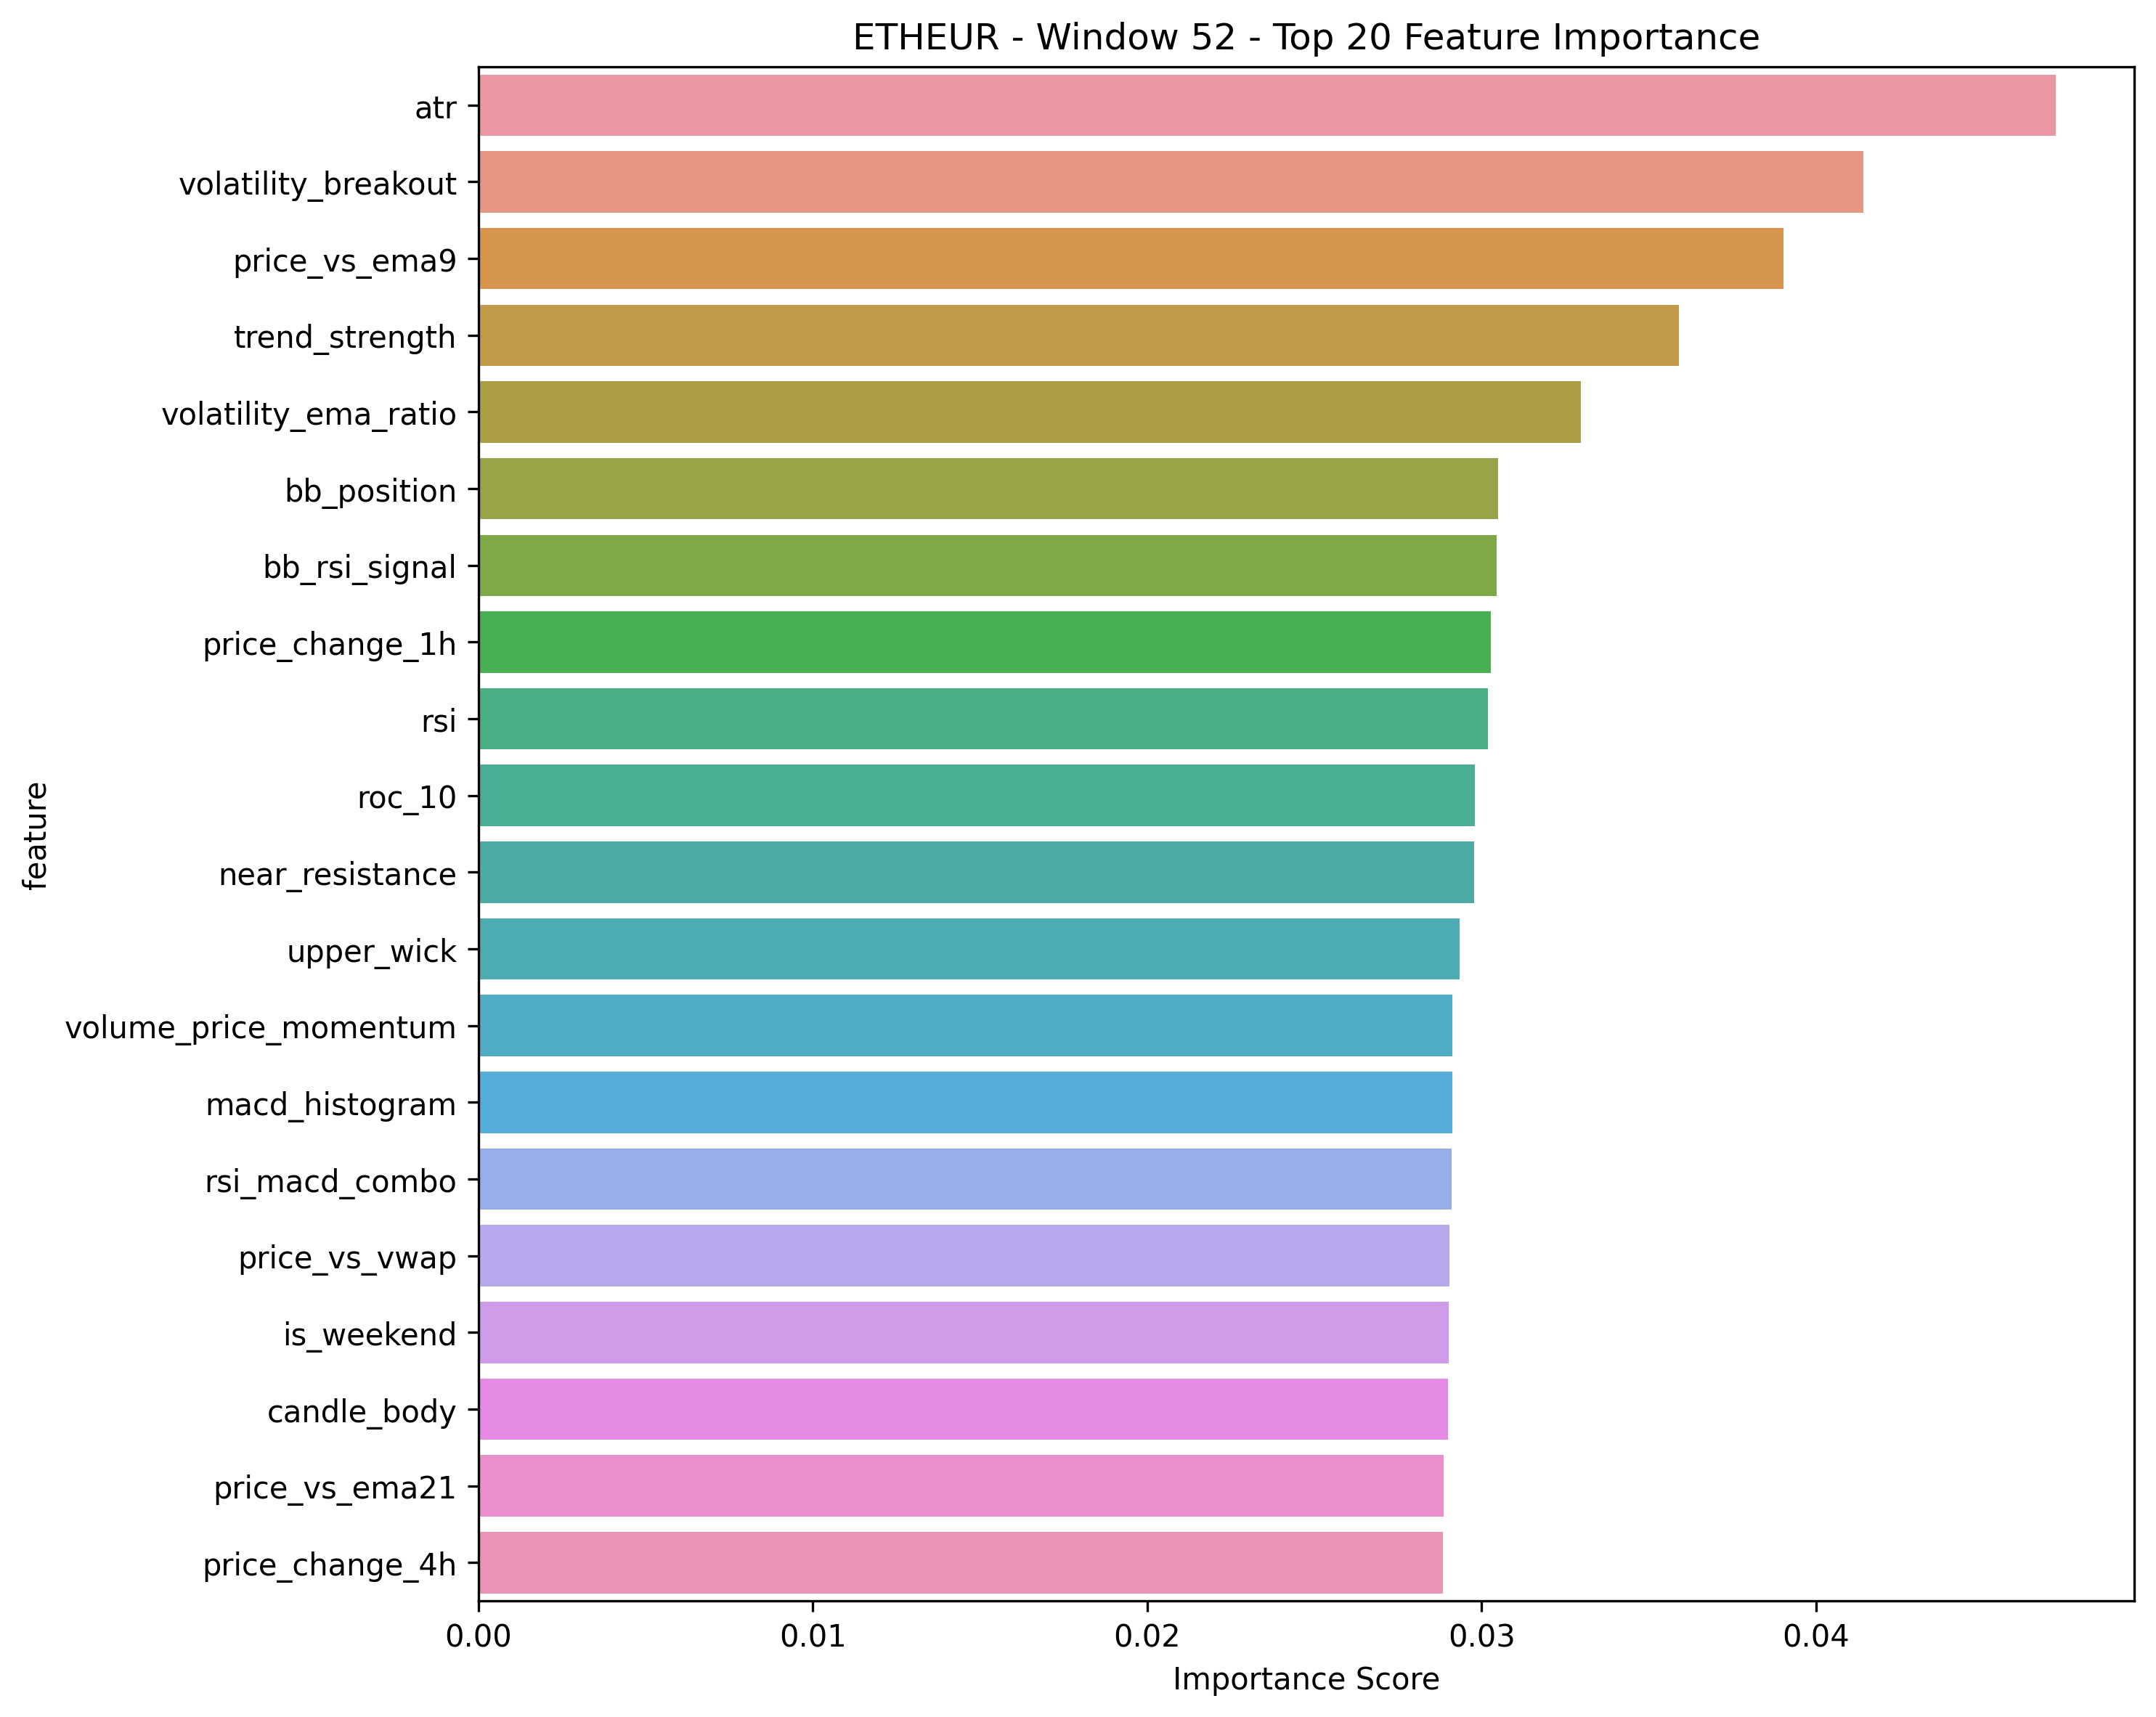 ETHEUR - Window 52 - Top 20 Feature Importance
atr
volatility_breakout
price_vs_ema9
trend_strength
volatility_ema_ratio
bb_position
bb_rsi_signal
price_change_1h
rsi
roc_10
near_resistance
upper_wick
volume_price_momentum
macd_histogram
rsi_macd_combo
price_vs_vwap
is_weekend
candle_body
price_vs_ema21
price_change_4h
feature
0.00 0.01 0.02 0.03 0.04
Importance Score